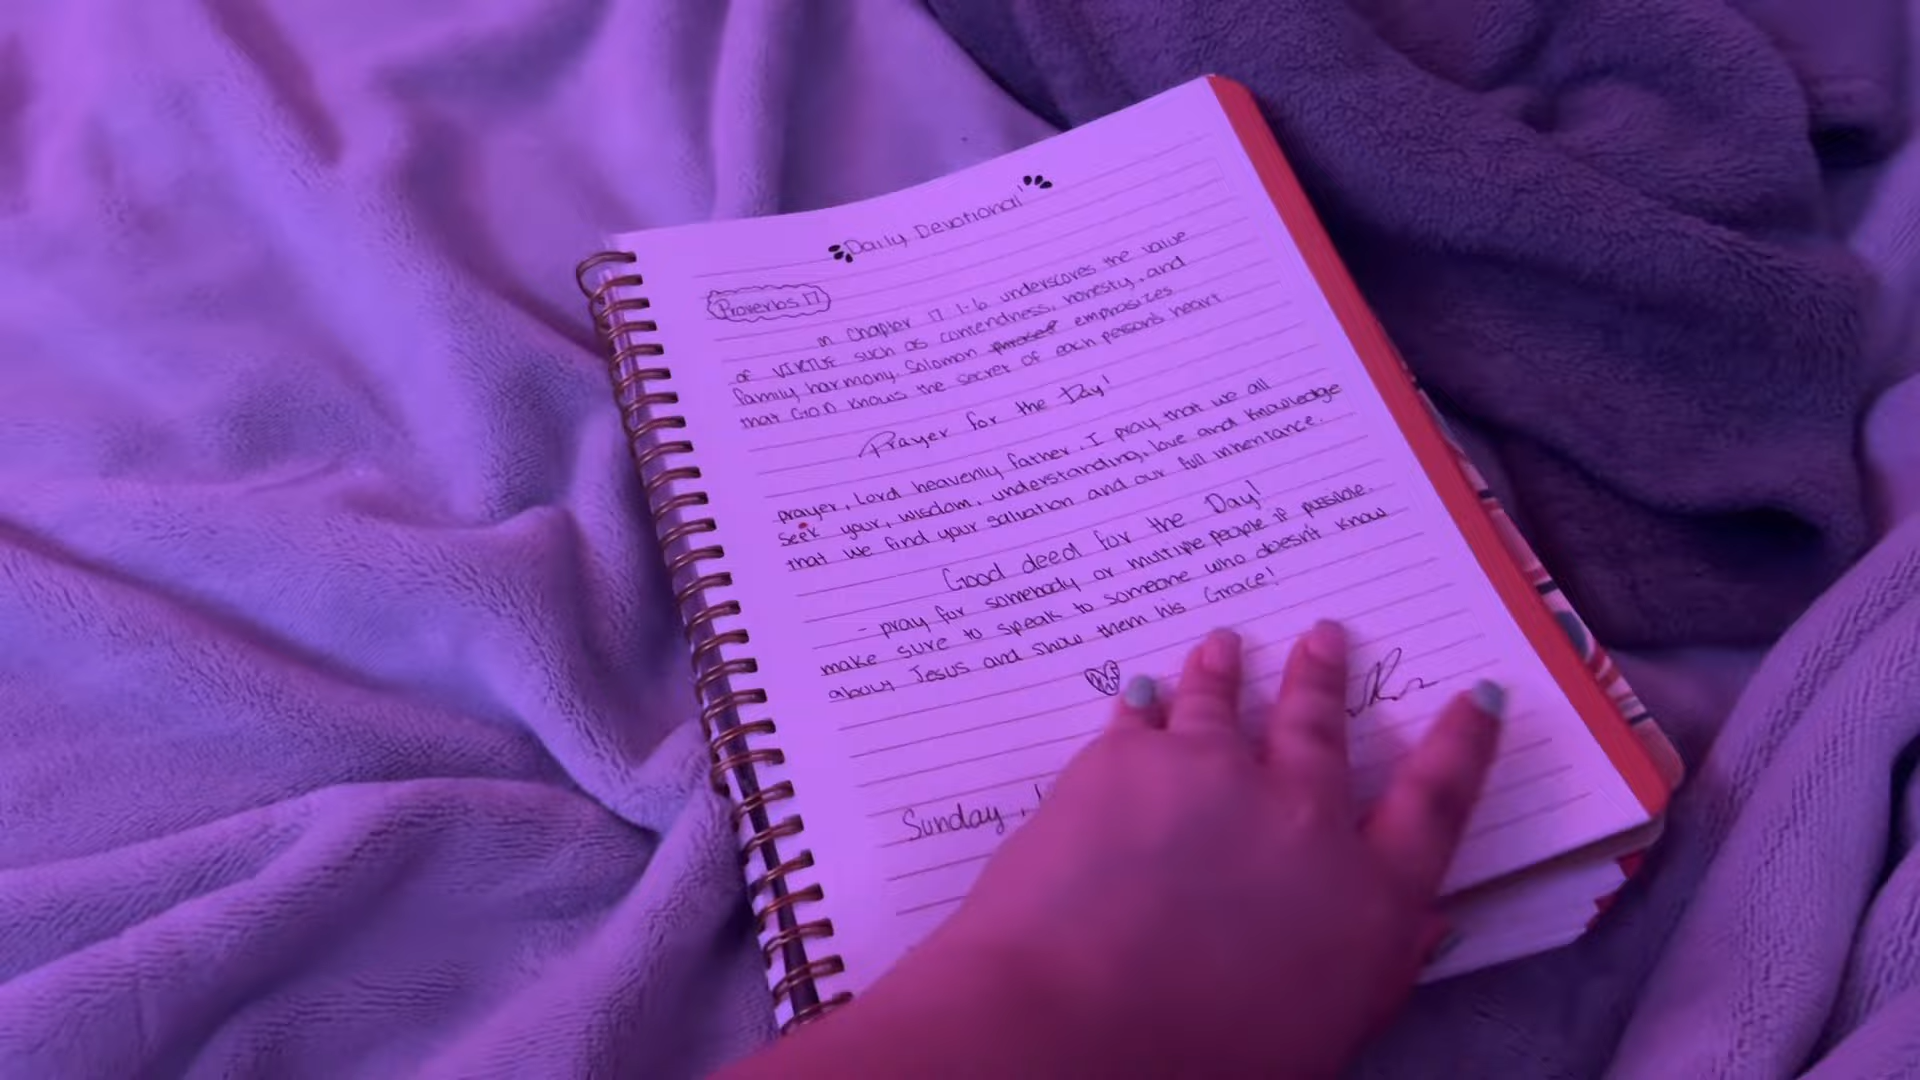 Daily Devotional
Proverbs 17
in Chapter 17 1-6 underscores the value
of VIRTUE such as contendness, honesty, and
family harmony. Solomon emphasizes
that GOD knows the secret of each person's heart
Prayer for the Day!
prayer, Lord heavenly father, I pray that we all
seek your, wisdom, understanding, love and knowledge
that we find your salvation and our full inheritance.
Good deed for the Day!
- pray for somebody or multiple people if possible.
make sure to speak to someone who doesn't know
about Jesus and show them his Grace!
Sunday,